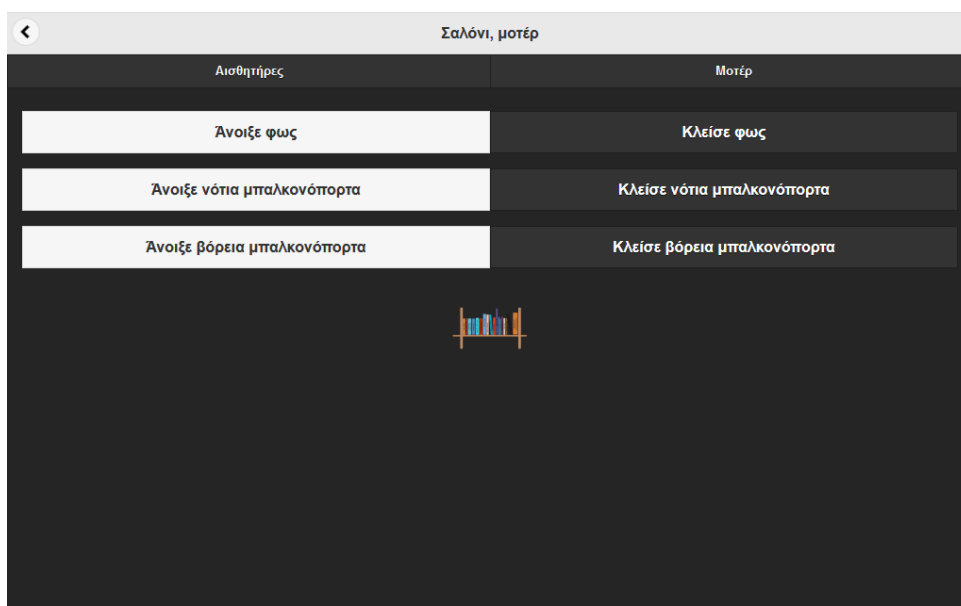 Σαλόνι, μοτέρ
Αισθητήρες Μοτέρ
Άνοιξε φως Κλείσε φως
Άνοιξε νότια μπαλκονόπορτα Κλείσε νότια μπαλκονόπορτα
Άνοιξε βόρεια μπαλκονόπορτα Κλείσε βόρεια μπαλκονόπορτα